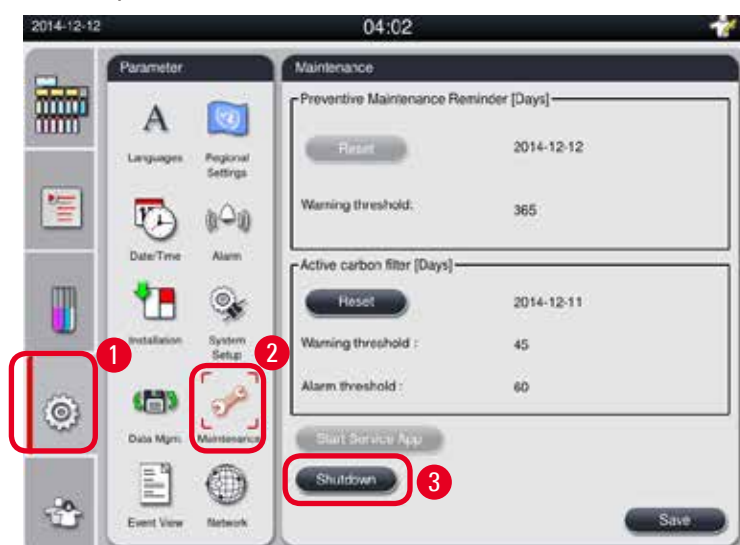 2014-12-12
04:02
Parameter
Languages
Regional
Settings
Date/Time
Alarm
Installation
System
Setup
Data Mgm.
Maintenance
Event View
Network
Maintenance
Preventive Maintenance Reminder [Days]
Reset
2014-12-12
Warning threshold:
365
Active carbon filter [Days]
Reset
2014-12-11
Warning threshold :
45
Alarm threshold :
60
Start Service App
Shutdown
Save
1
2
3